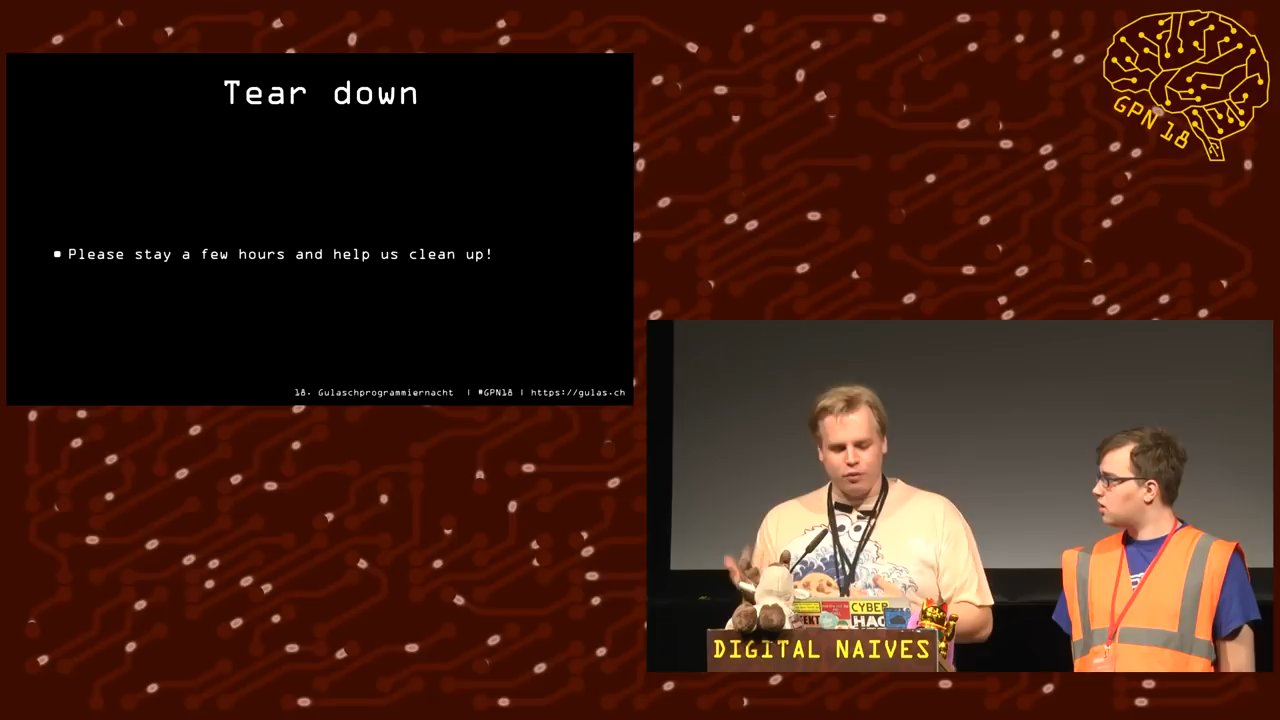 Tear down
Please stay a few hours and help us clean up!
18. Gulaschprogrammiernacht | #GPN18 | https://gulas.ch
GPN 18
CYBER
HAC
DIGITAL NAIVES